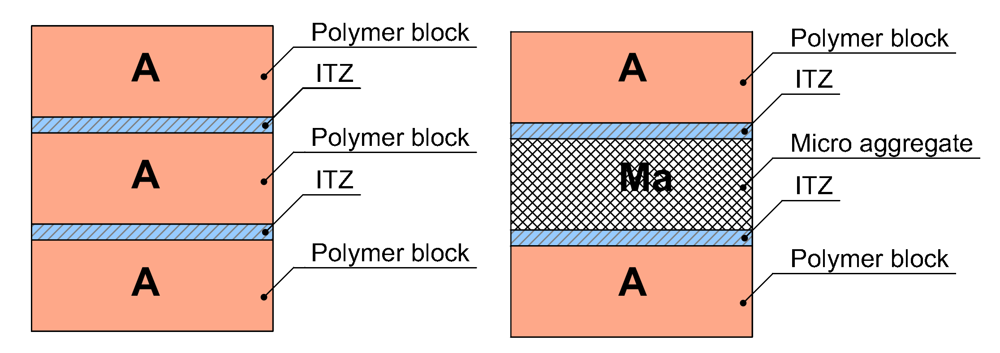 A
Polymer block
ITZ
A
Polymer block
ITZ
A
Polymer block
A
Polymer block
ITZ
Ma
Micro aggregate
ITZ
A
Polymer block